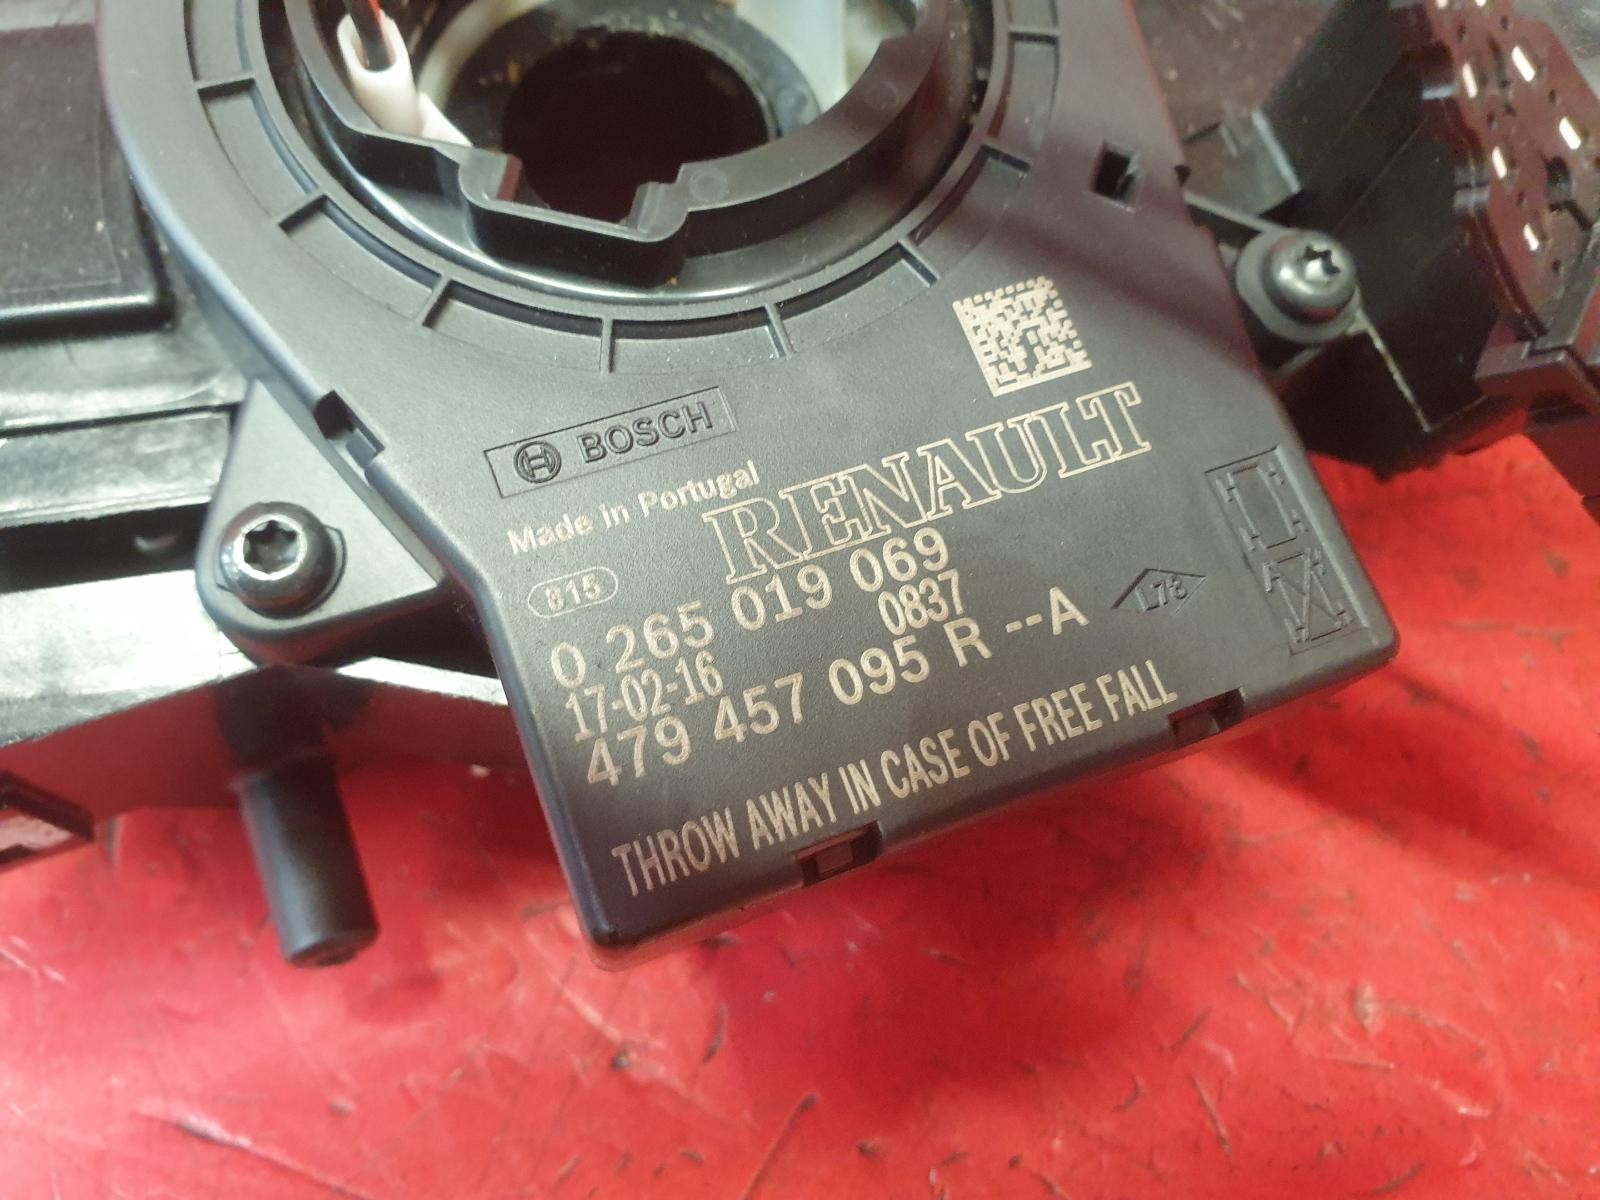 BOSCH
Made in Portugal
RENAULT
815
0 265 019 069
17-02-16 0837
479 457 095 R --A
L78
THROW AWAY IN CASE OF FREE FALL